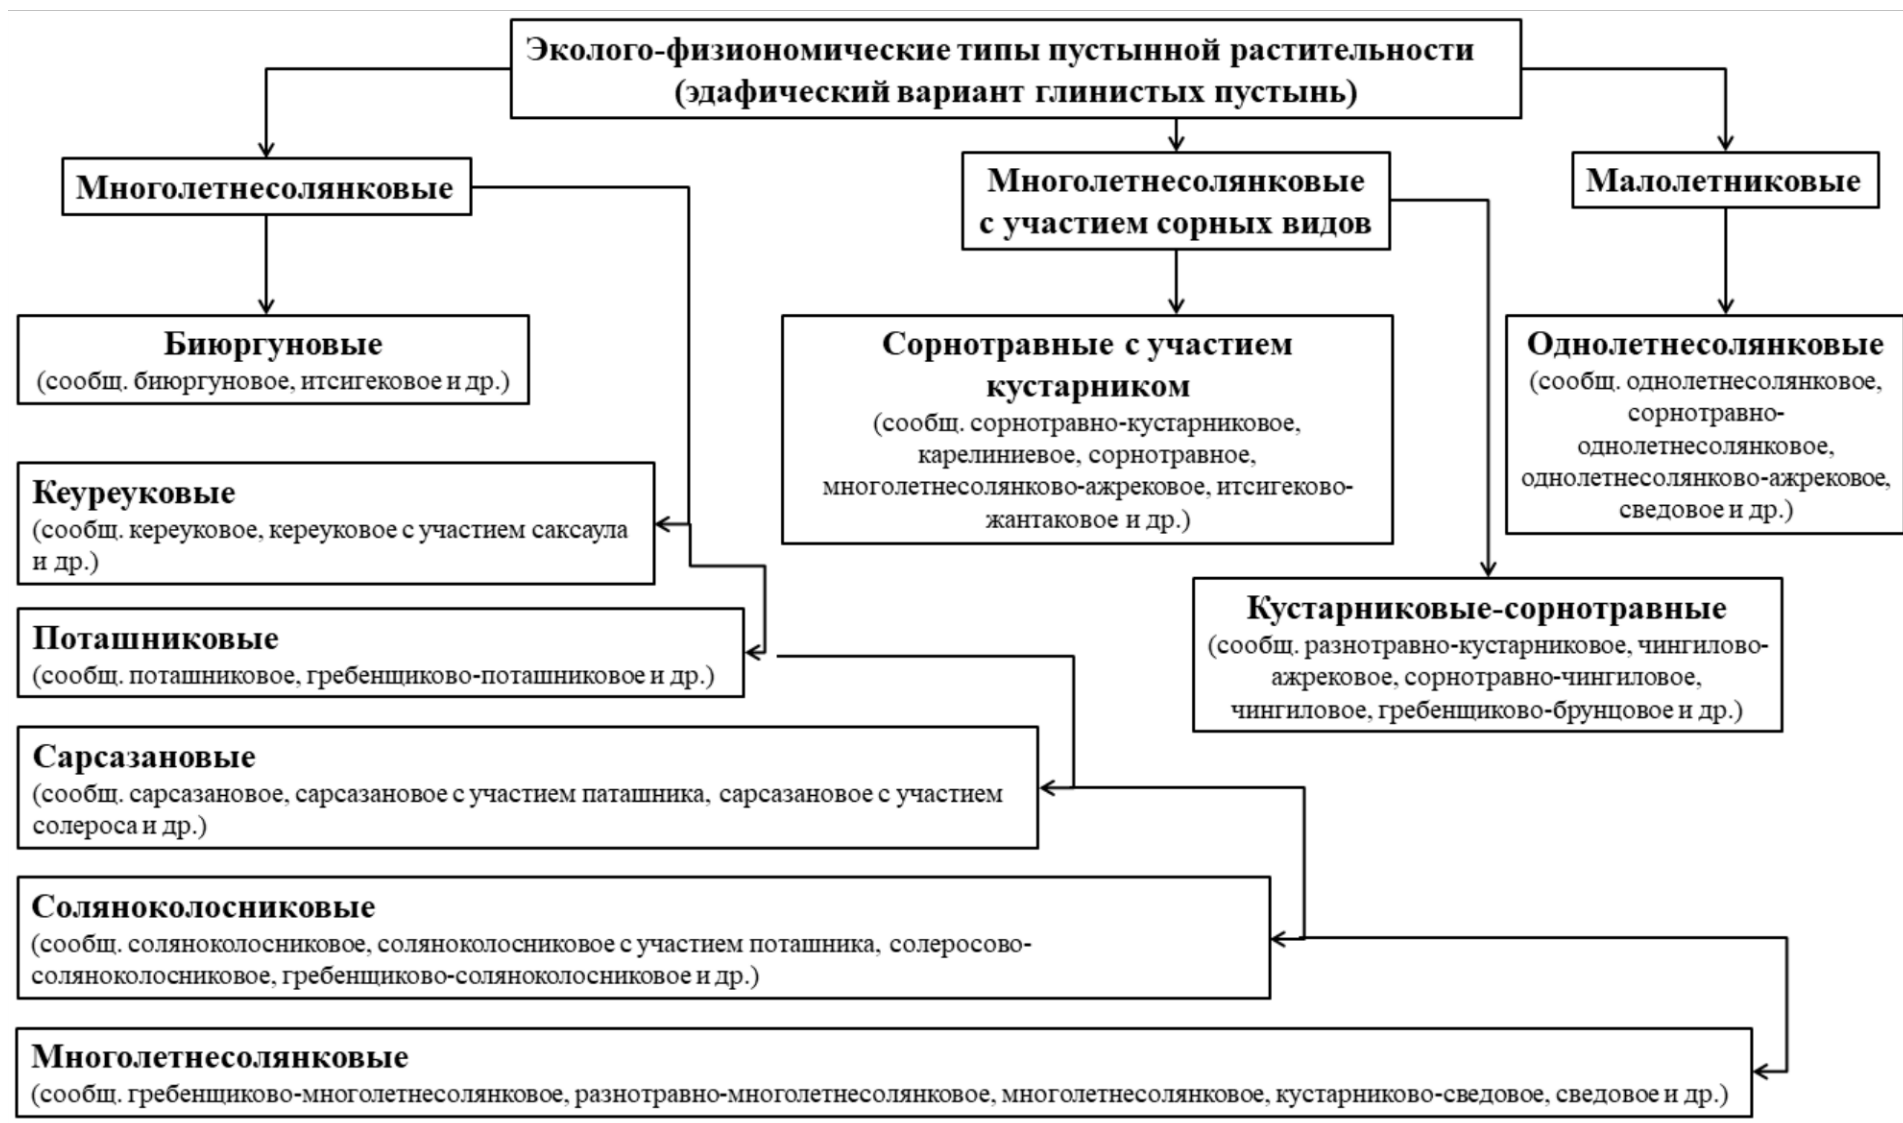 Эколого-физиономические типы пустынной растительности
(эдафический вариант глинистых пустынь)
Многолетнесолянковые
Многолетнесолянковые
с участием сорных видов
Малолетниковые
Биюргуновые
(сообщ. биюргуновое, итсигековое и др.)
Сорнотравные с участием
кустарником
(сообщ. сорнотравно-кустарниковое,
карелиниевое, сорнотравное,
многолетнесолянково-ажрековое, итсигеково-
жантаковое и др.)
Однолетнесолянковые
(сообщ. однолетнесолянковое,
сорнотравно-
однолетнесолянковое,
однолетнесолянково-ажрековое,
сведовое и др.)
Кеуреуковые
(сообщ. кереуковое, кереуковое с участием саксаула
и др.)
Кустарниковые-сорнотравные
(сообщ. разнотравно-кустарниковое, чингилово-
ажрековое, сорнотравно-чингиловое,
чингиловое, гребенщиково-брунцовое и др.)
Поташниковые
(сообщ. поташниковое, гребенщиково-поташниковое и др.)
Сарсазановые
(сообщ. сарсазановое, сарсазановое с участием паташника, сарсазановое с участием
солероса и др.)
Соляноколосниковые
(сообщ. соляноколосниковое, соляноколосниковое с участием поташника, солеросово-
соляноколосниковое, гребенщиково-соляноколосниковое и др.)
Многолетнесолянковые
(сообщ. гребенщиково-многолетнесолянковое, разнотравно-многолетнесолянковое, многолетнесолянковое, кустарниково-сведовое, сведовое и др.)